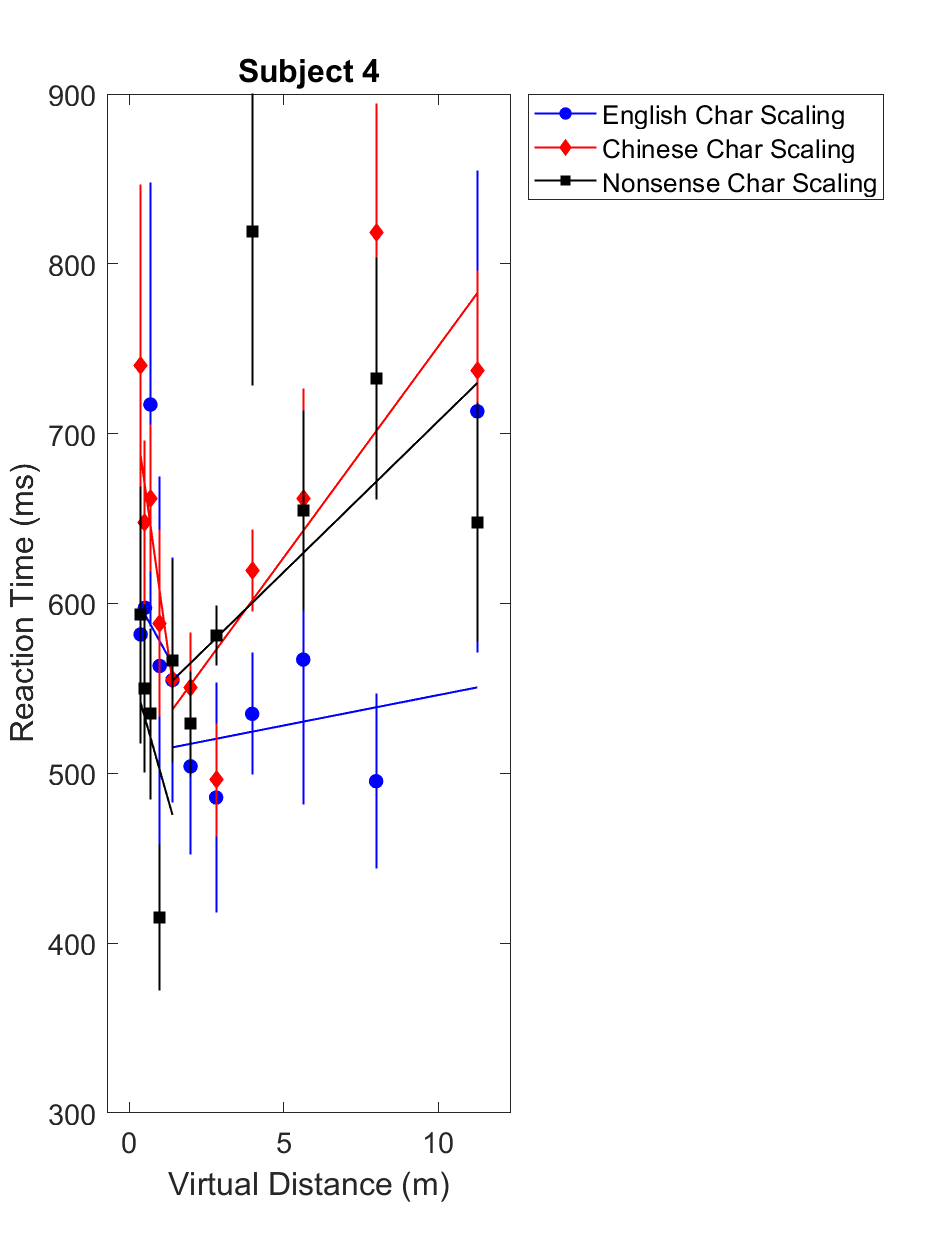 Subject 4
900
800
700
600
500
400
300
0 5 10
Reaction Time (ms)
Virtual Distance (m)
English Char Scaling
Chinese Char Scaling
Nonsense Char Scaling